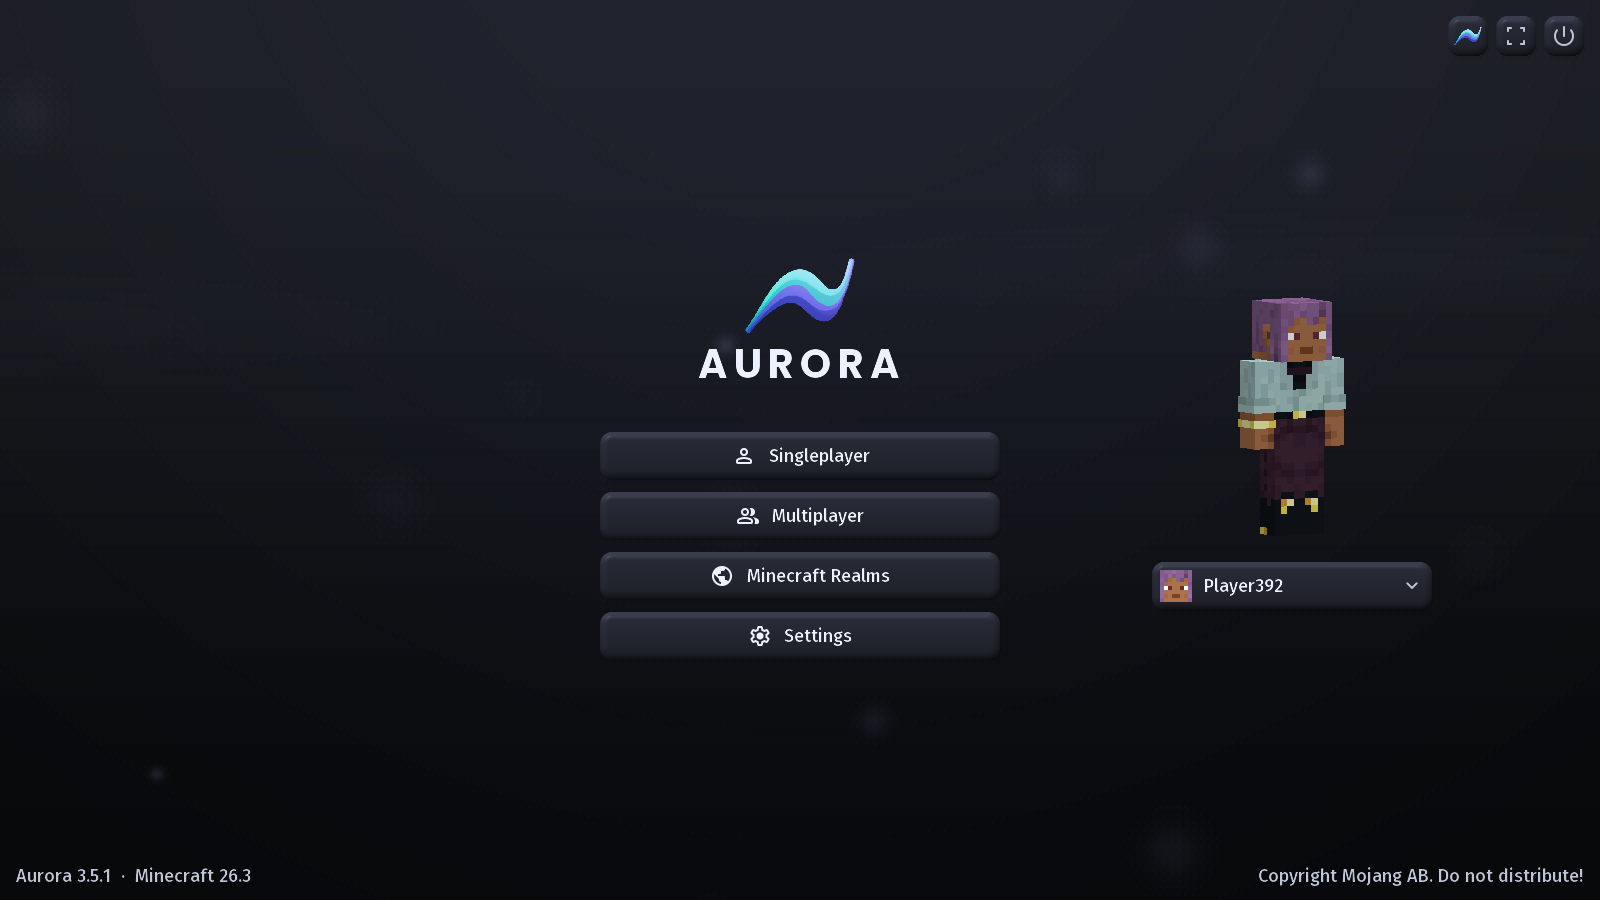 AURORA
Singleplayer
Multiplayer
Minecraft Realms
Settings
Player392
Aurora 3.5.1 · Minecraft 26.3
Copyright Mojang AB. Do not distribute!